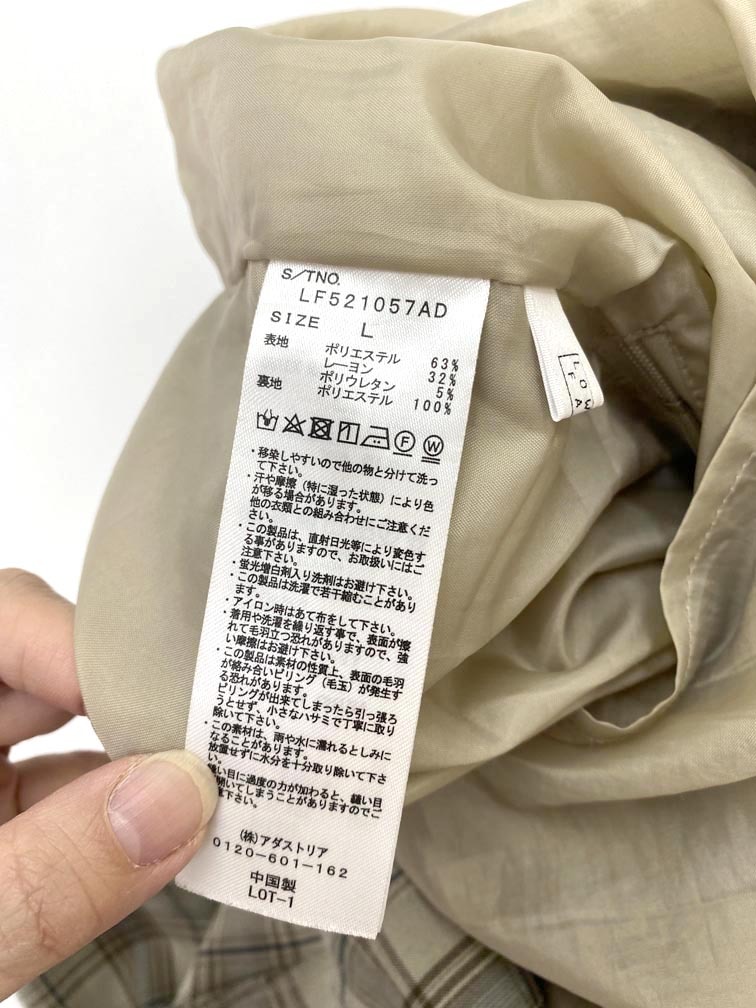 S/TNO.
LF521057AD
SIZE L
表地 ポリエステル 63%
レーヨン 32%
ポリウレタン 5%
裏地 ポリエステル 100%
F W
・移染しやすいので他の物と分けて洗っ
て下さい。
・汗や摩擦（特に湿った状態）により色
が移る場合があります。
他の衣類との組み合わせにご注意くだ
さい。
・この製品は、直射日光等により変色す
る事がありますので、お取扱いにはご
注意下さい。
・蛍光増白剤入り洗剤はお避け下さい。
・この製品は洗濯で若干縮むことがあり
ます。
・アイロン時はあて布をして下さい。
・着用や洗濯を繰り返す事で、表面が擦
れて毛羽立つ恐れがありますので、強
い摩擦はお避け下さい。
・この製品は素材の性質上、表面の毛羽
が絡み合いピリング（毛玉）が発生す
る恐れがあります。
ピリングが出来てしまったら引っ張ろ
うとせず、小さなハサミで丁寧に取り
除いて下さい。
・この素材は、雨や水に濡れるとしみに
なることがあります。
放置せずに水分を十分取り除いて下さ
い。
縫い目に過度の力が加わると、縫い目
開いてしまうことがありますのでご
意下さい。
(株)アダストリア
0120-601-162
中国製
LOT-1
LOW
F A